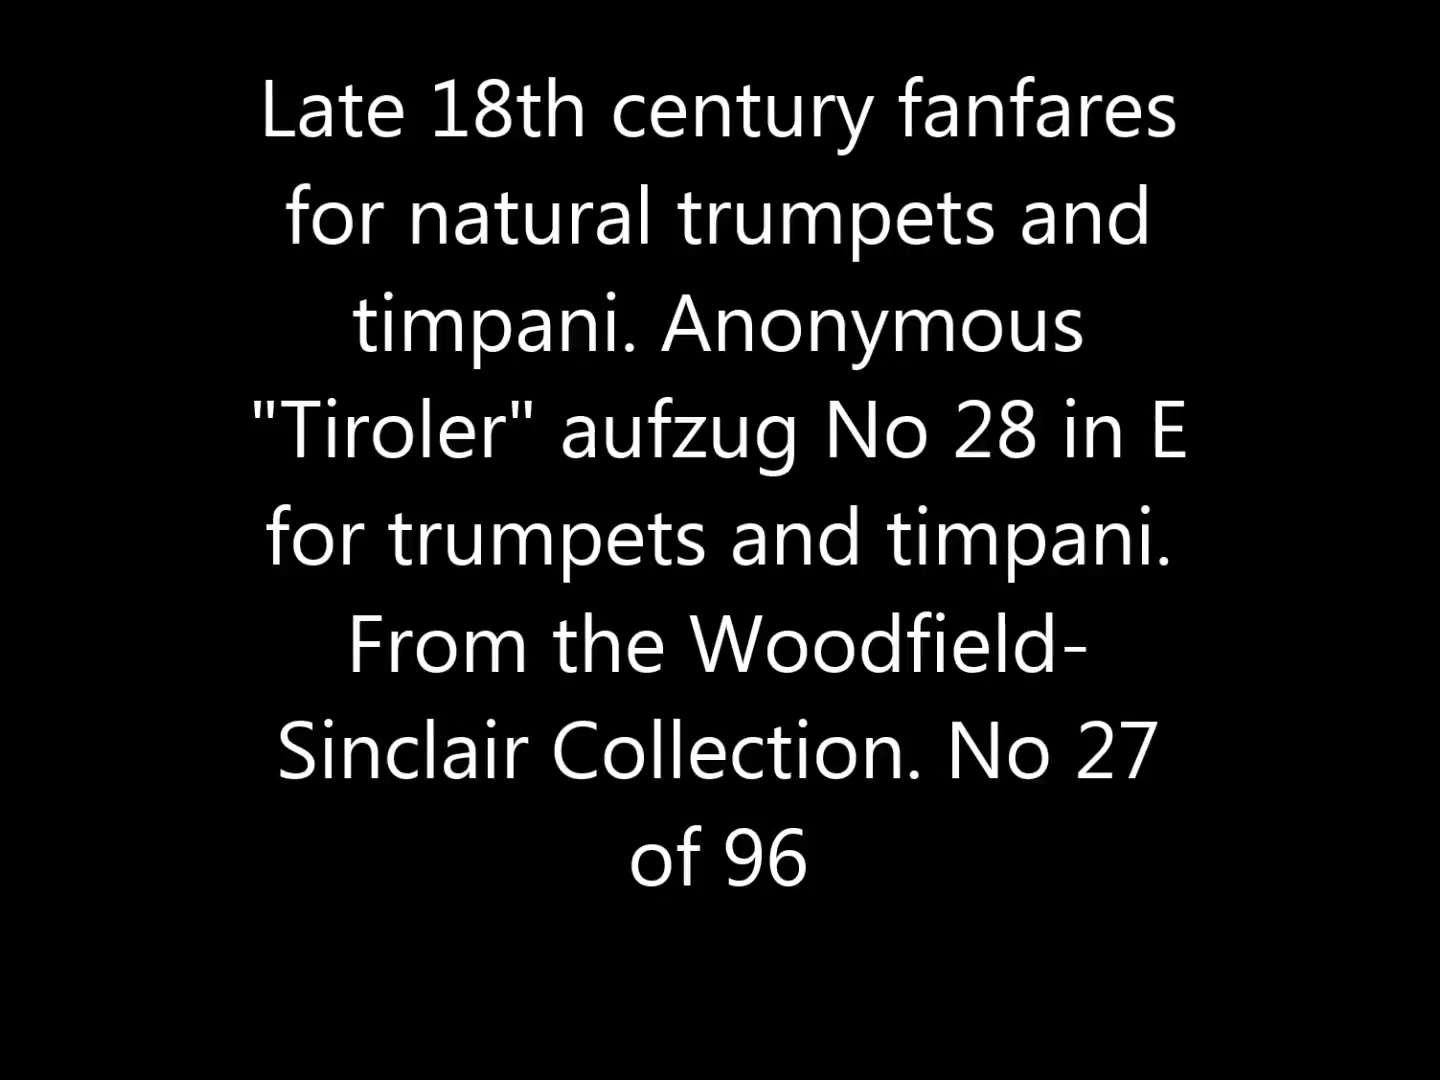 Late 18th century fanfares
for natural trumpets and
timpani. Anonymous
"Tiroler" aufzug No 28 in E
for trumpets and timpani.
From the Woodfield-
Sinclair Collection. No 27
of 96